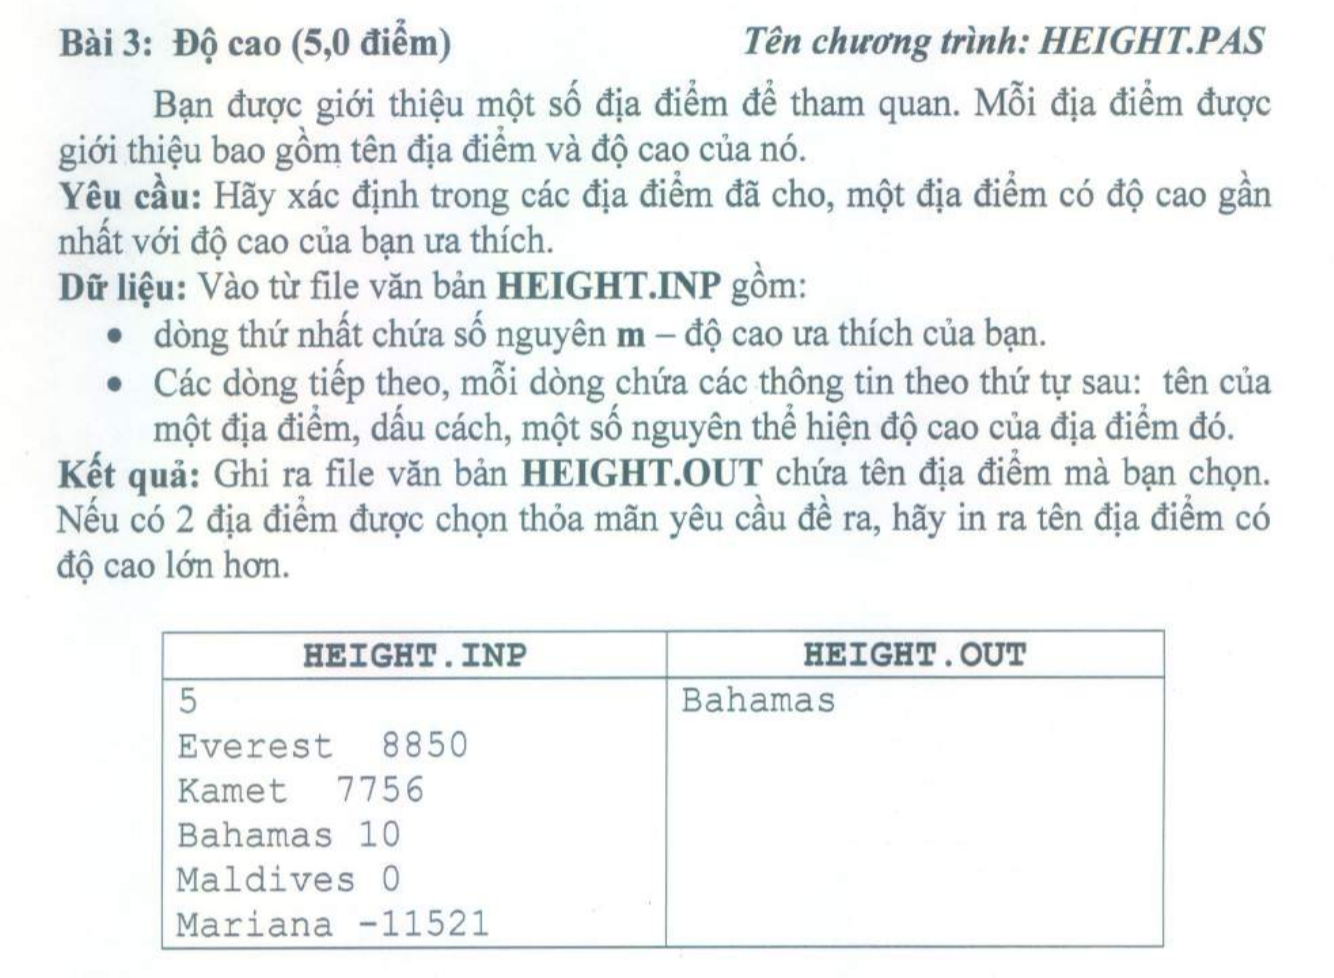 Bài 3: Độ cao (5,0 điểm) Tên chương trình: HEIGHT.PAS
Bạn được giới thiệu một số địa điểm để tham quan. Mỗi địa điểm được
giới thiệu bao gồm tên địa điểm và độ cao của nó.
Yêu cầu: Hãy xác định trong các địa điểm đã cho, một địa điểm có độ cao gần
nhất với độ cao của bạn ưa thích.
Dữ liệu: Vào từ file văn bản HEIGHT.INP gồm:
• dòng thứ nhất chứa số nguyên m – độ cao ưa thích của bạn.
• Các dòng tiếp theo, mỗi dòng chứa các thông tin theo thứ tự sau: tên của
một địa điểm, dấu cách, một số nguyên thể hiện độ cao của địa điểm đó.
Kết quả: Ghi ra file văn bản HEIGHT.OUT chứa tên địa điểm mà bạn chọn.
Nếu có 2 địa điểm được chọn thỏa mãn yêu cầu đề ra, hãy in ra tên địa điểm có
độ cao lớn hơn.
HEIGHT.INP HEIGHT.OUT
5 Bahamas
Everest 8850
Kamet 7756
Bahamas 10
Maldives 0
Mariana -11521